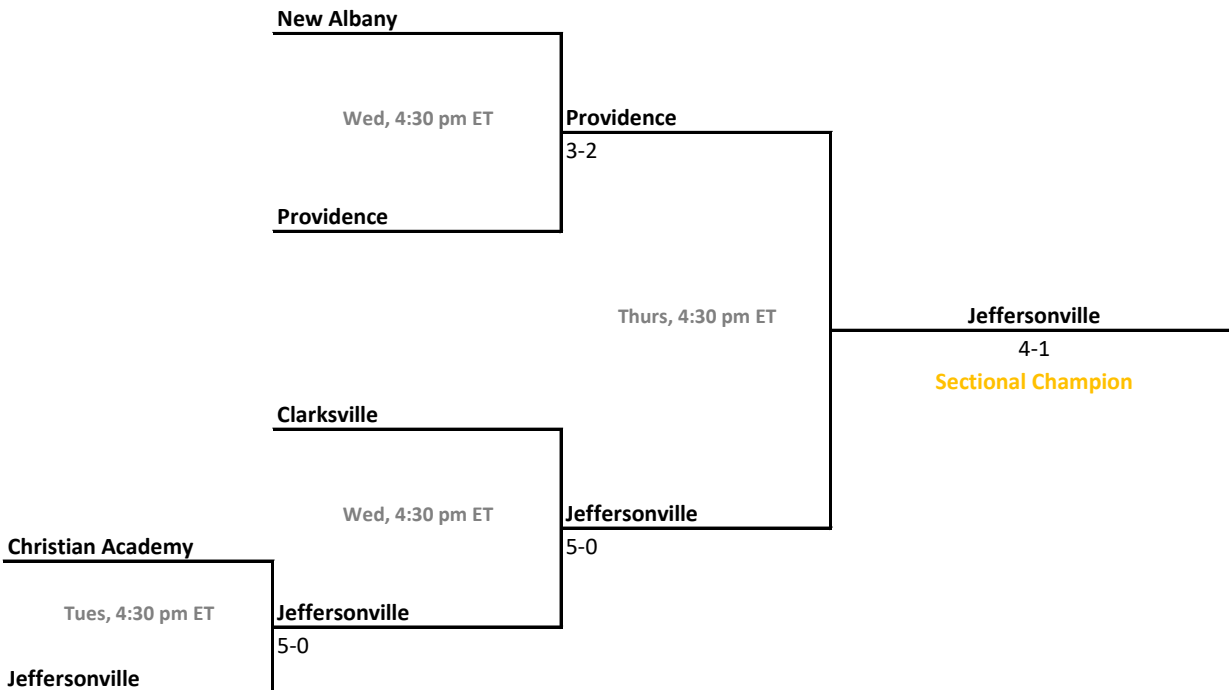 New Albany
Wed, 4:30 pm ET
Providence
3-2
Providence
Thurs, 4:30 pm ET
Jeffersonville
4-1
Sectional Champion
Clarksville
Wed, 4:30 pm ET
Jeffersonville
5-0
Christian Academy
Tues, 4:30 pm ET
Jeffersonville
5-0
Jeffersonville